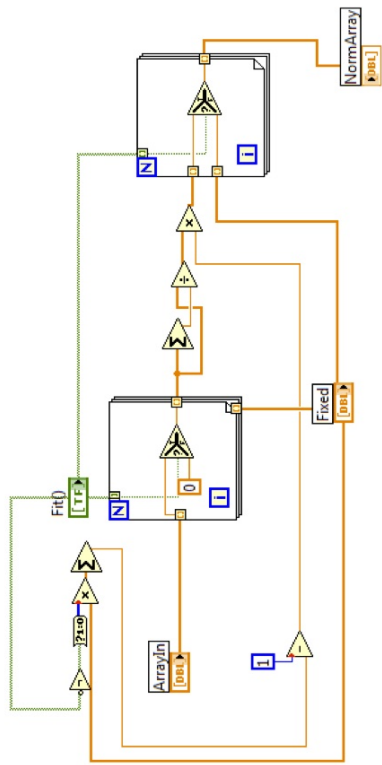 Fit()
[TF]
?1:0
×
Σ
ArrayIn
[DBL]
N
?
0
i
Σ
÷
×
N
?
i
1
-
Fixed
[DBL]
NormArray
DBL]